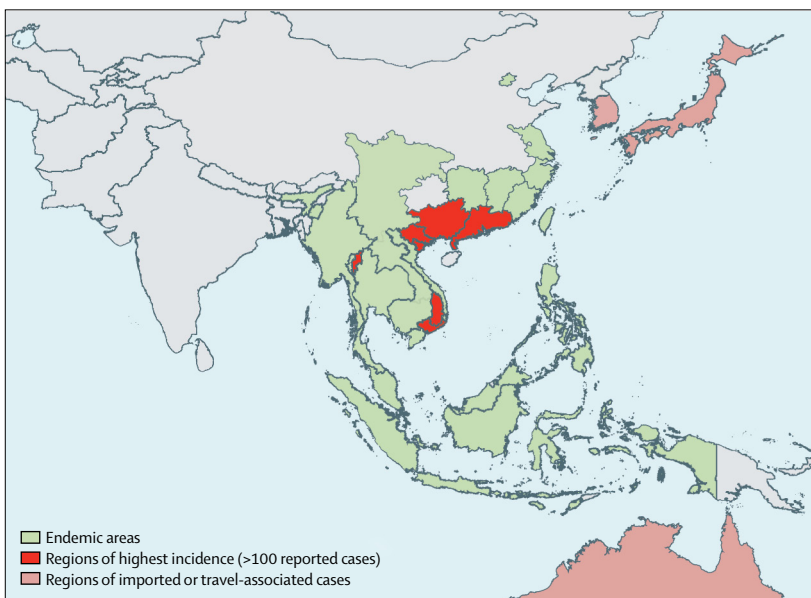 Endemic areas
Regions of highest incidence (>100 reported cases)
Regions of imported or travel-associated cases